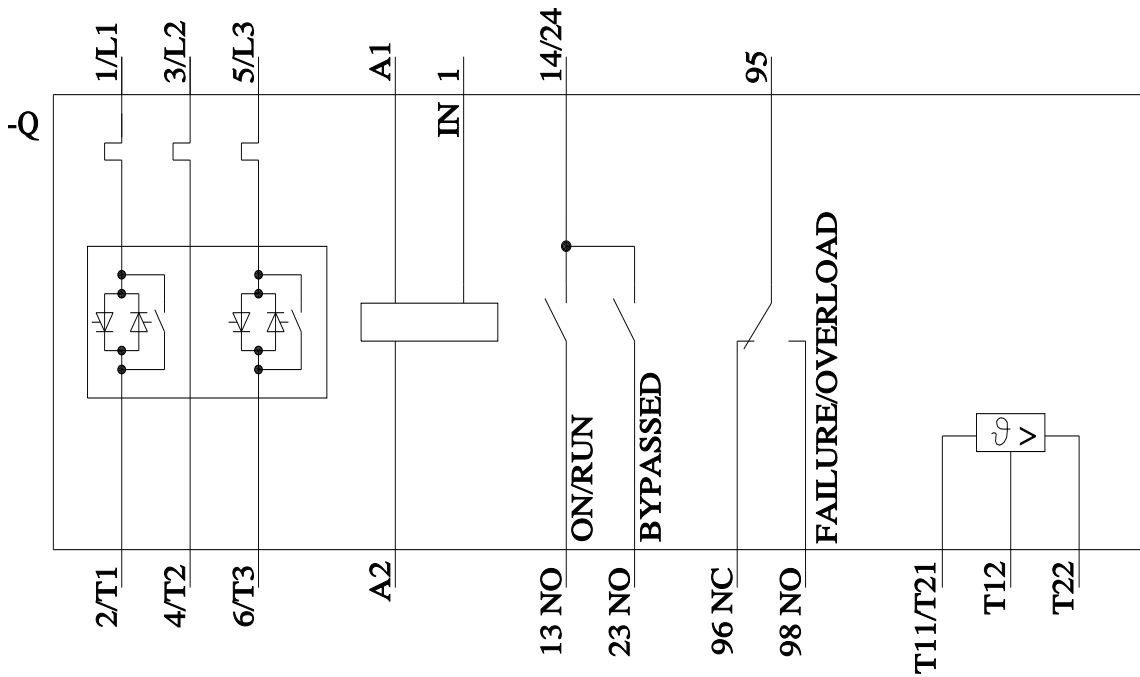 -Q
1/L1
3/L2
5/L3
A1
IN 1
14/24
95
ON/RUN
BYPASSED
FAILURE/OVERLOAD
ϑ >
2/T1
4/T2
6/T3
A2
13 NO
23 NO
96 NC
98 NO
T11/T21
T12
T22